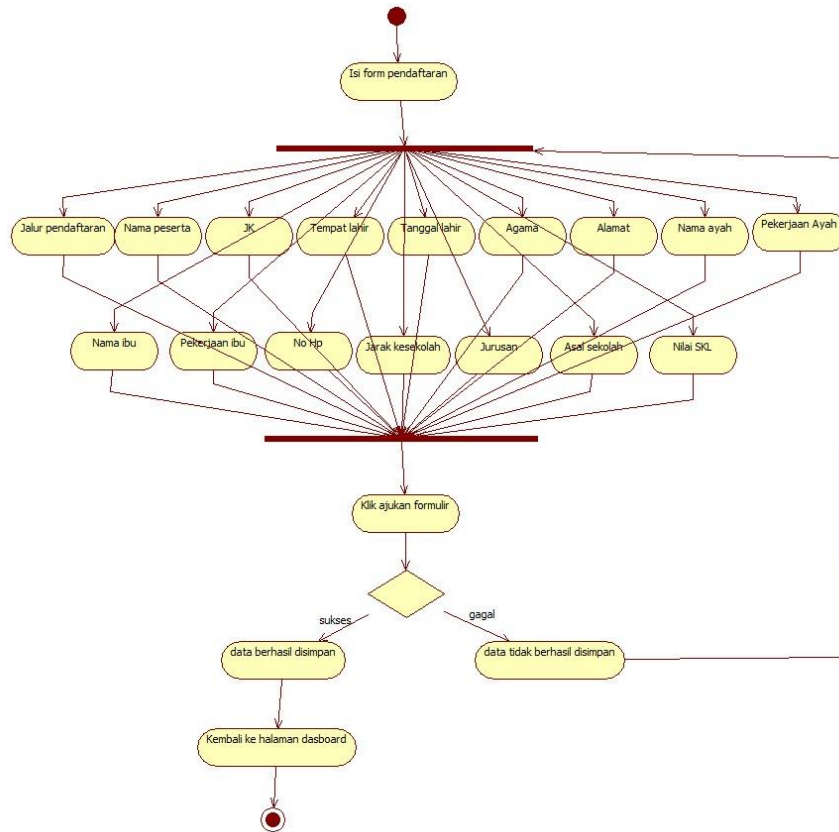 Isi form pendaftaran
Jalur pendaftaran
Nama peserta
JK
Tempat lahir
Tanggal lahir
Agama
Alamat
Nama ayah
Pekerjaan Ayah
Nama ibu
Pekerjaan ibu
No Hp
Jarak kesekolah
Jurusan
Asal sekolah
Nilai SKL
Klik ajukan formulir
sukses
gagal
data berhasil disimpan
data tidak berhasil disimpan
Kembali ke halaman dasboard